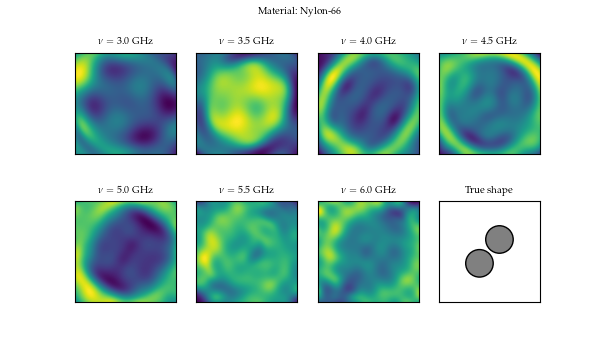 Material: Nylon-66
ν = 3.0 GHz
ν = 3.5 GHz
ν = 4.0 GHz
ν = 4.5 GHz
ν = 5.0 GHz
ν = 5.5 GHz
ν = 6.0 GHz
True shape